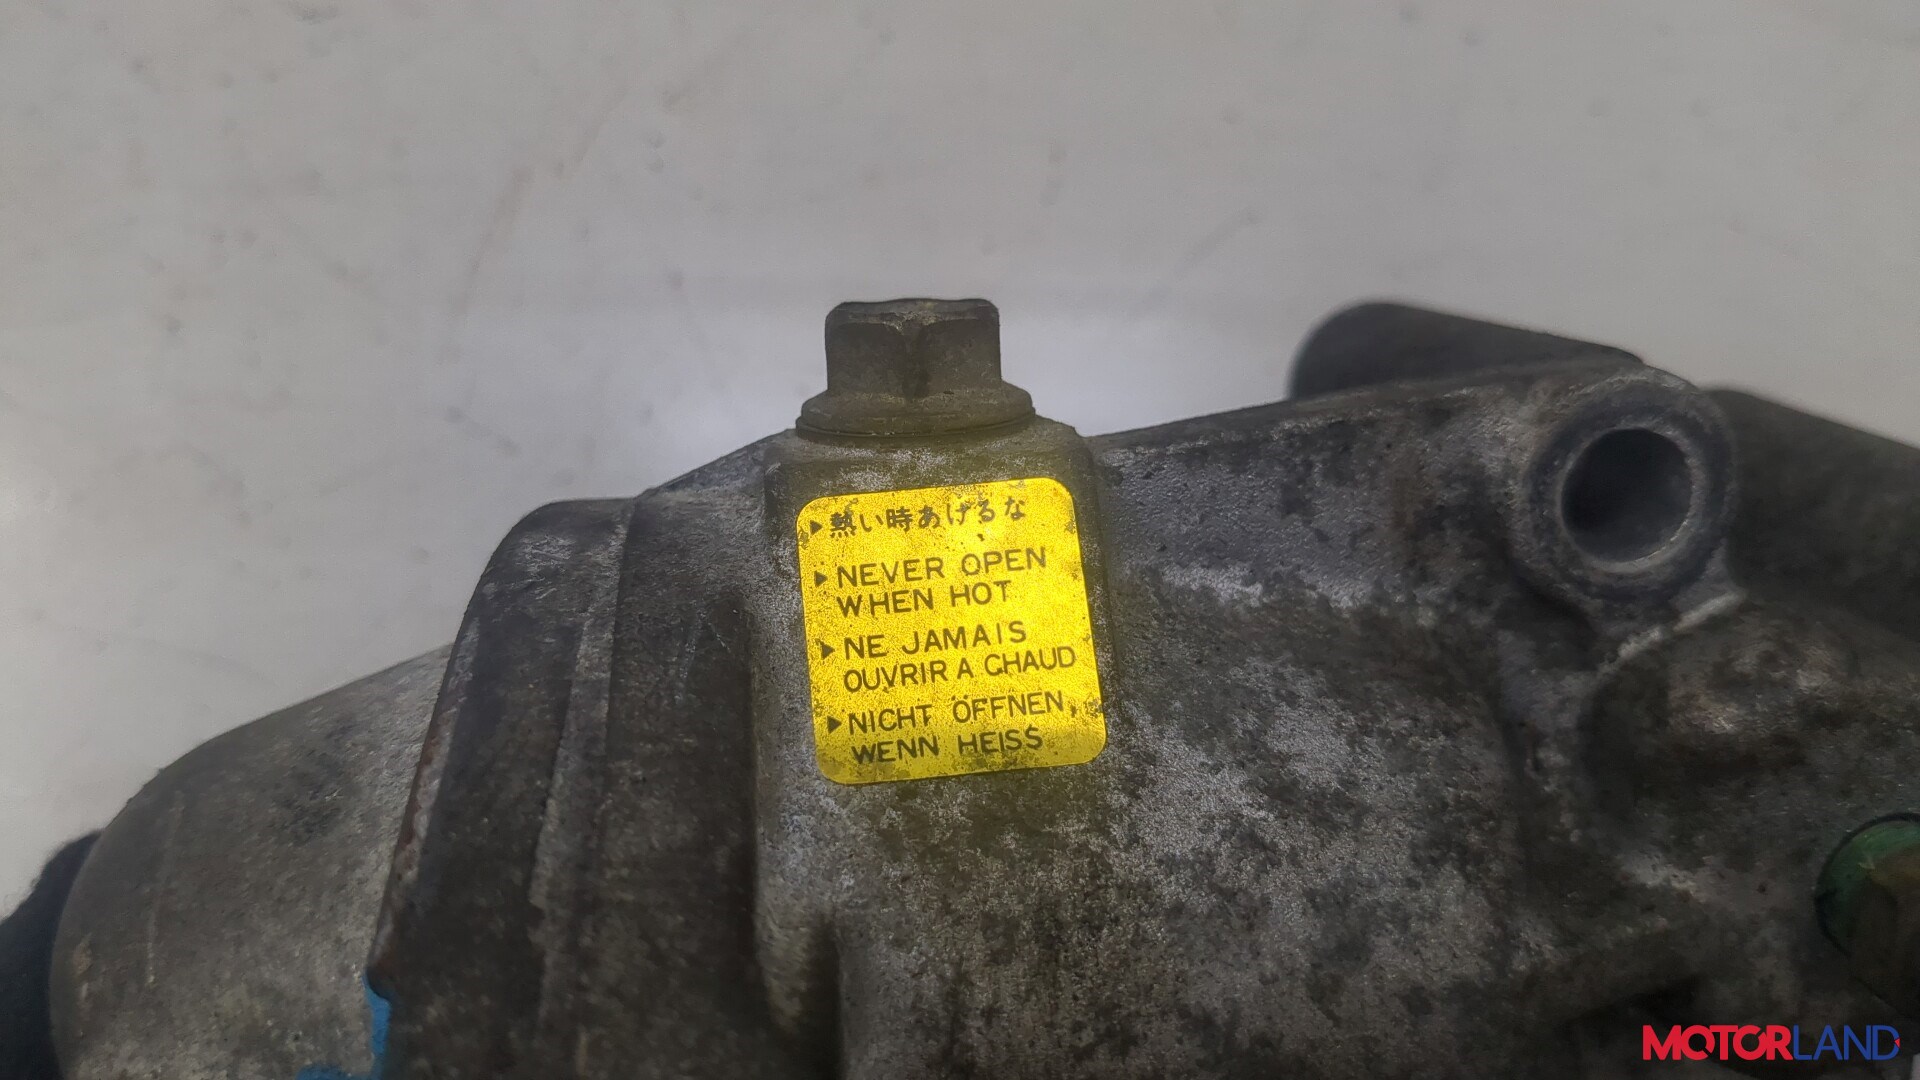 ▶熱い時あけるな
▶NEVER OPEN
WHEN HOT
▶NE JAMAIS
OUVRIR A CHAUD
▶NICHT ÖFFNEN,
WENN HEISS
MOTORLAND